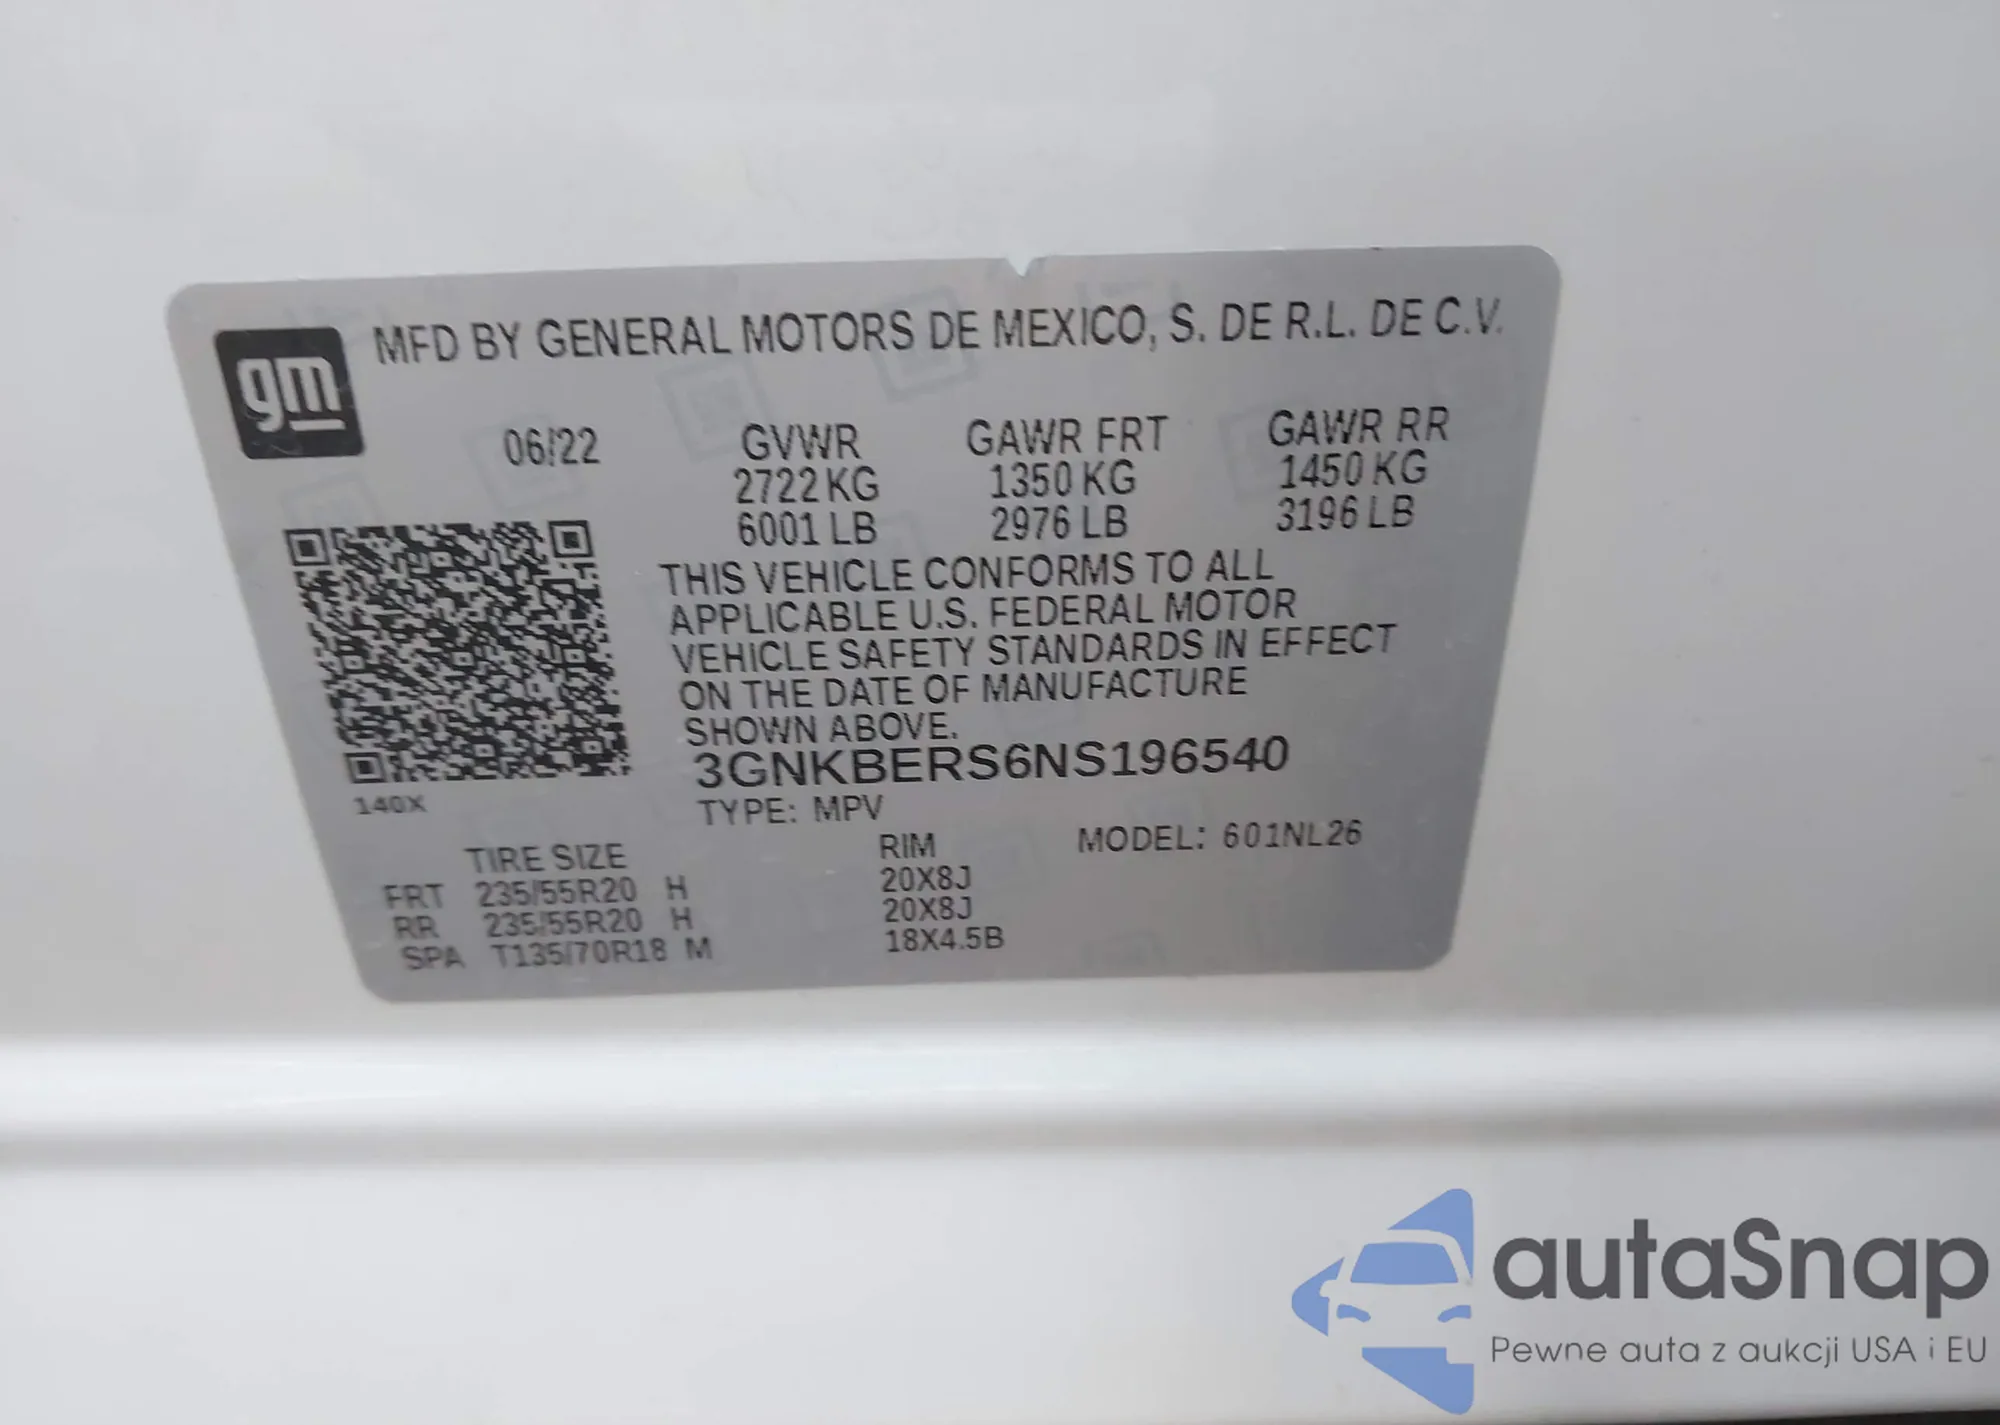 gm
MFD BY GENERAL MOTORS DE MEXICO, S. DE R.L. DE C.V.
06/22 GVWR GAWR FRT GAWR RR
2722 KG 1350 KG 1450 KG
6001 LB 2976 LB 3196 LB
THIS VEHICLE CONFORMS TO ALL
APPLICABLE U.S. FEDERAL MOTOR
VEHICLE SAFETY STANDARDS IN EFFECT
ON THE DATE OF MANUFACTURE
SHOWN ABOVE.
3GNKBERS6NS196540
140X
TYPE: MPV
TIRE SIZE RIM MODEL: 601NL26
FRT 235/55R20 H 20X8J
RR 235/55R20 H 20X8J
SPA T135/70R18 M 18X4.5B
autaSnap
Pewne auta z aukcji USA i EU